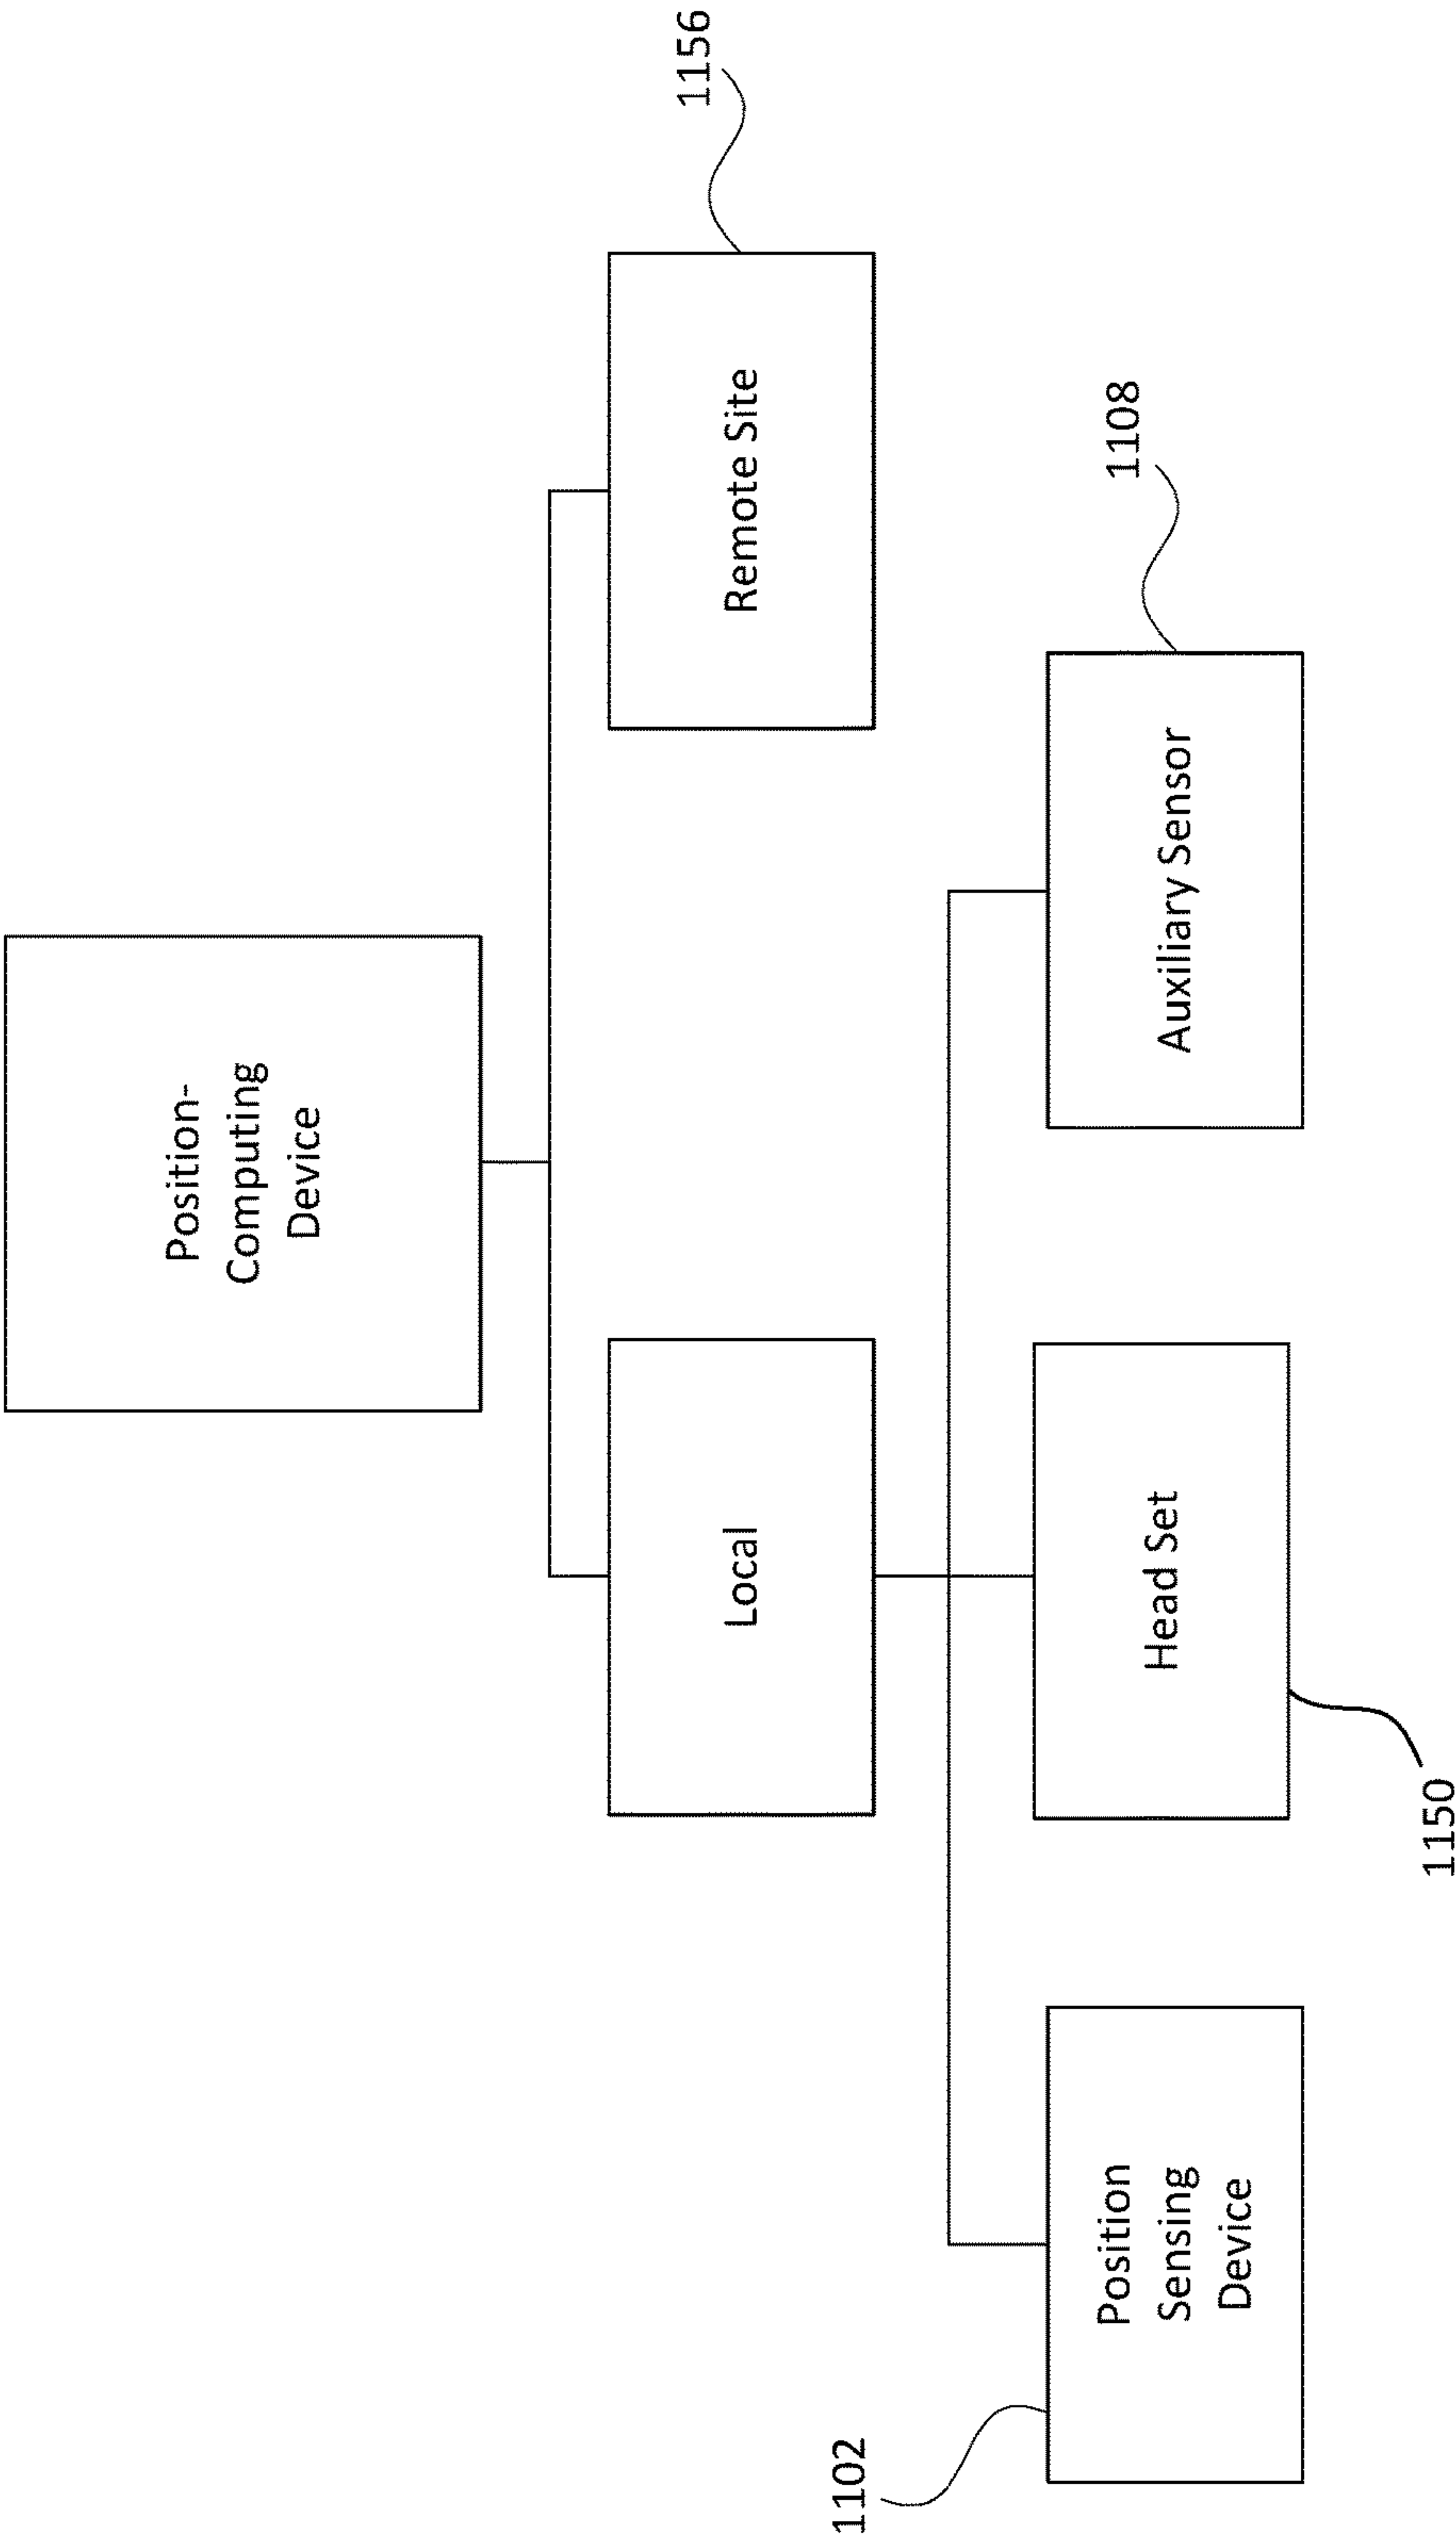 Position-
Computing
Device
1156
Local
Remote Site
1102
1108
Position
Sensing
Device
Head Set
Auxiliary Sensor
1150